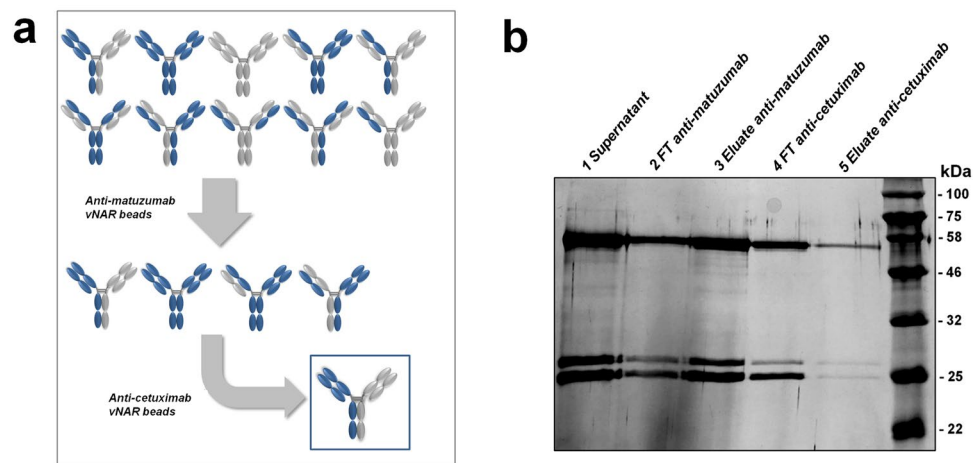 a
Anti-matuzumab
vNAR beads
Anti-cetuximab
vNAR beads
b
1 Supernatant
2 FT anti-matuzumab
3 Eluate anti-matuzumab
4 FT anti-cetuximab
5 Eluate anti-cetuximab
kDa
- 100
- 75
- 58
- 46
- 32
- 25
- 22